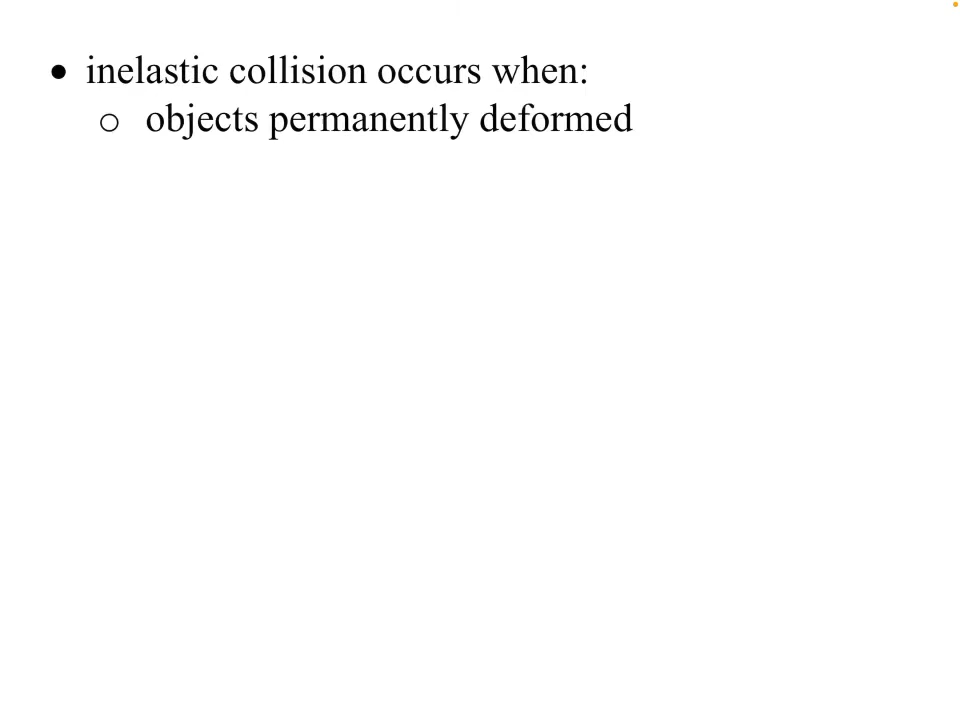 • inelastic collision occurs when:
o objects permanently deformed